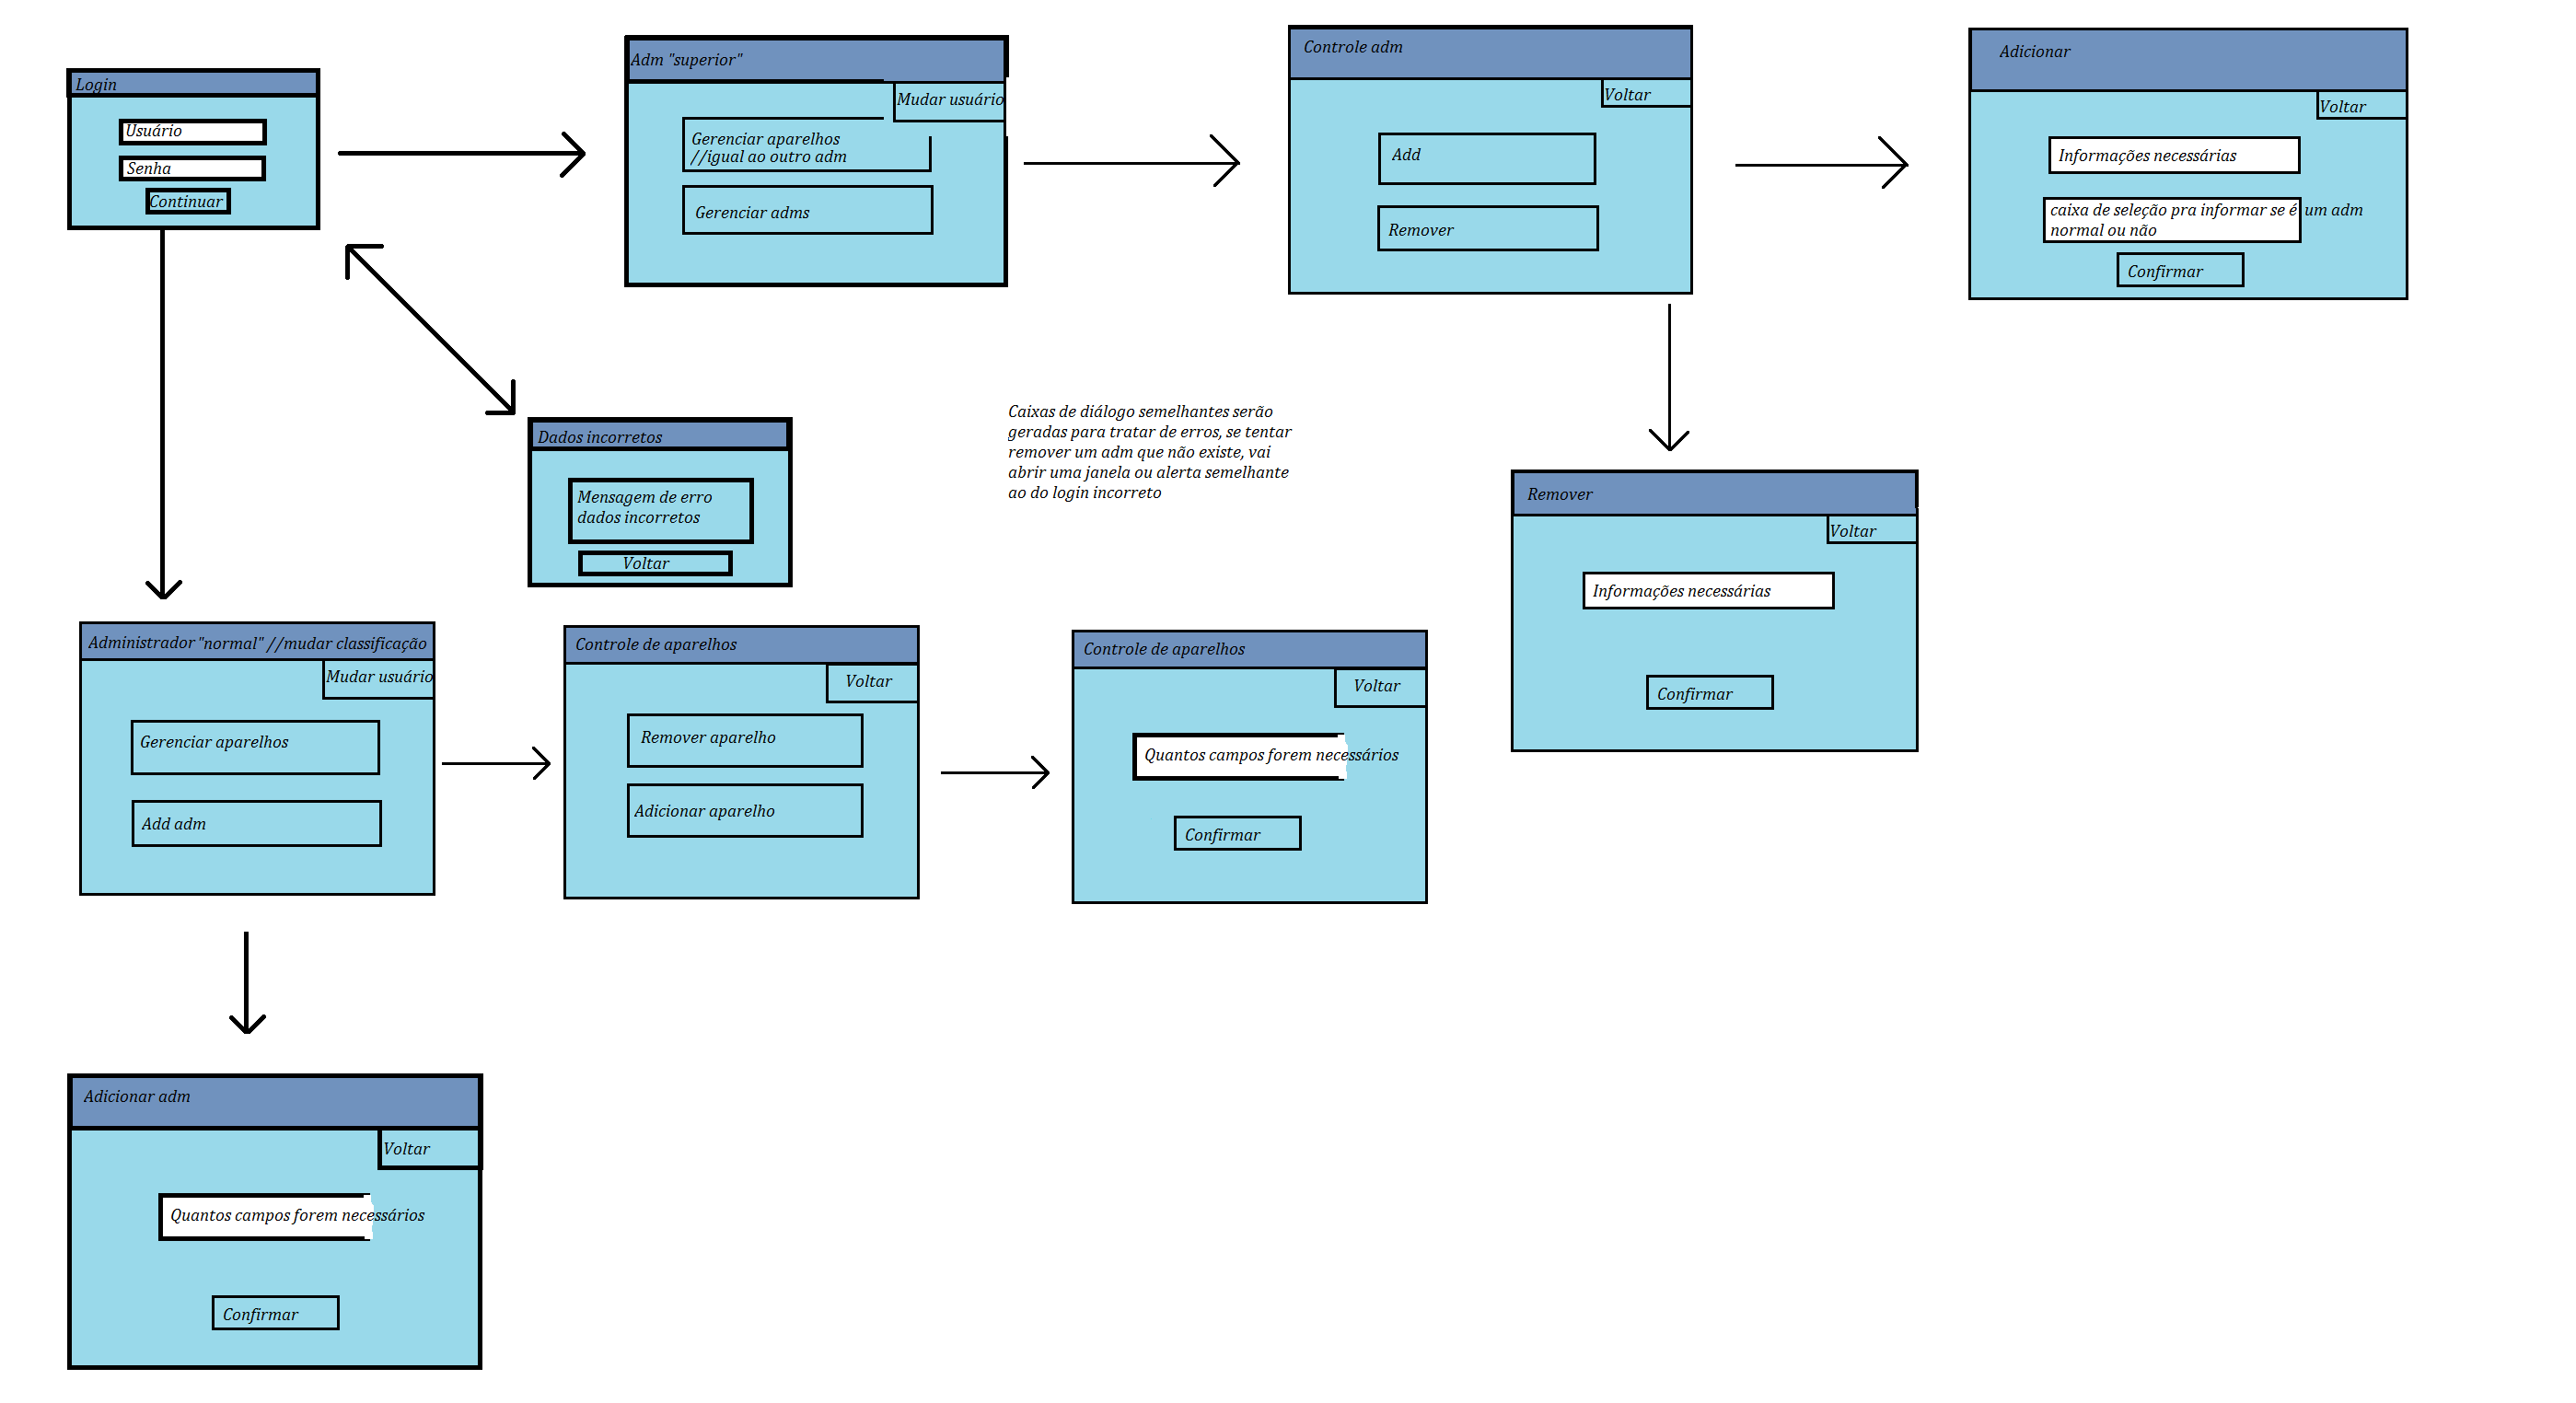 Login
Usuário
Senha
Continuar
Adm "superior"
Mudar usuário
Gerenciar aparelhos
//igual ao outro adm
Gerenciar adms
Controle adm
Voltar
Add
Remover
Adicionar
Voltar
Informações necessárias
caixa de seleção pra informar se é um adm
normal ou não
Confirmar
Dados incorretos
Mensagem de erro
dados incorretos
Voltar
Caixas de diálogo semelhantes serão
geradas para tratar de erros, se tentar
remover um adm que não existe, vai
abrir uma janela ou alerta semelhante
ao do login incorreto
Remover
Voltar
Informações necessárias
Confirmar
Administrador "normal" //mudar classificação
Mudar usuário
Gerenciar aparelhos
Add adm
Controle de aparelhos
Voltar
Remover aparelho
Adicionar aparelho
Controle de aparelhos
Voltar
Quantos campos forem necessários
Confirmar
Adicionar adm
Voltar
Quantos campos forem necessários
Confirmar